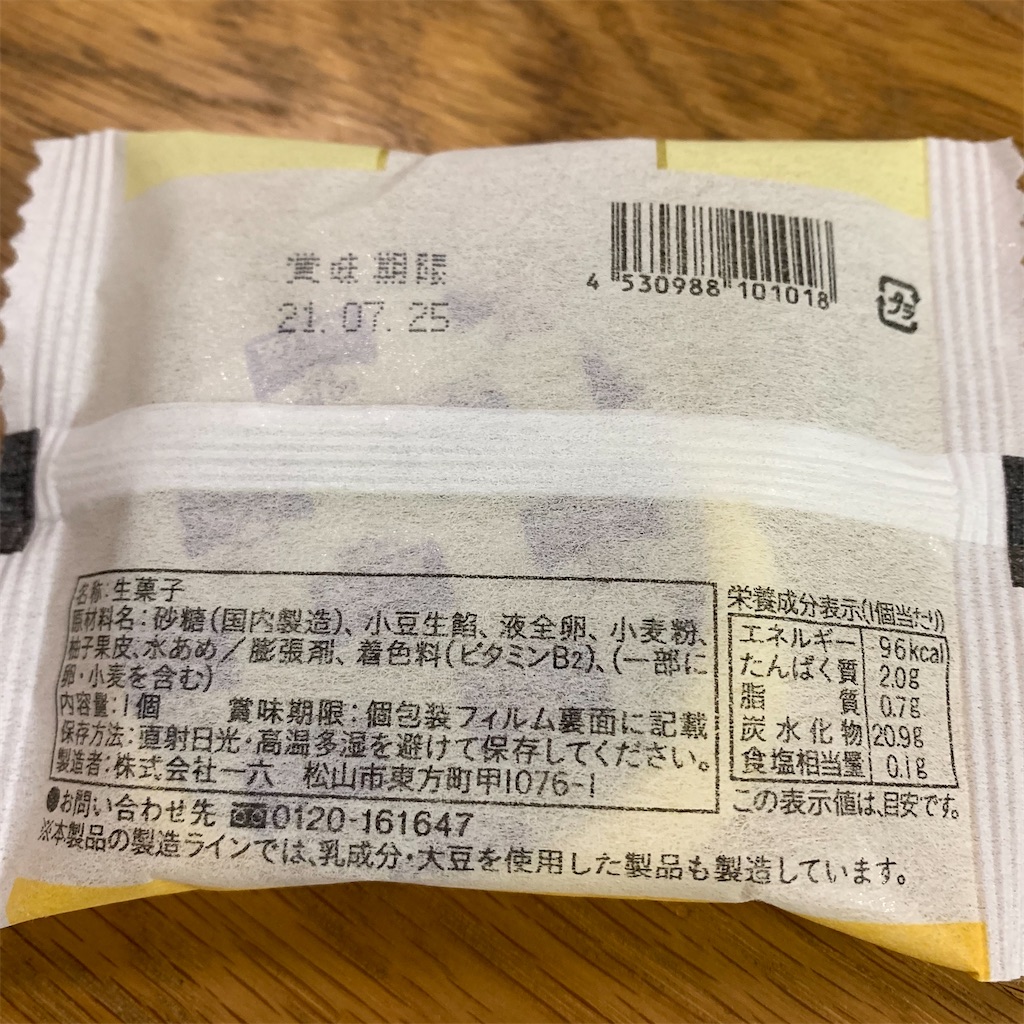 賞味期限
21.07.25
4 530988 101018
プラ
名称:生菓子
原材料名:砂糖(国内製造)、小豆生餡、液全卵、小麦粉、
柚子果皮、水あめ/膨張剤、着色料(ビタミンB2)、(一部に
卵・小麦を含む)
内容量:1個 賞味期限:個包装フィルム裏面に記載
保存方法:直射日光・高温多湿を避けて保存してください。
製造者:株式会社一六 松山市東方町甲1076-1
●お問い合わせ先 0120-161647
※本製品の製造ラインでは、乳成分・大豆を使用した製品も製造しています。
栄養成分表示(1個当たり)
エネルギー 96kcal
たんぱく質 2.0g
脂質 0.7g
炭水化物 20.9g
食塩相当量 0.1g
この表示値は、目安です。